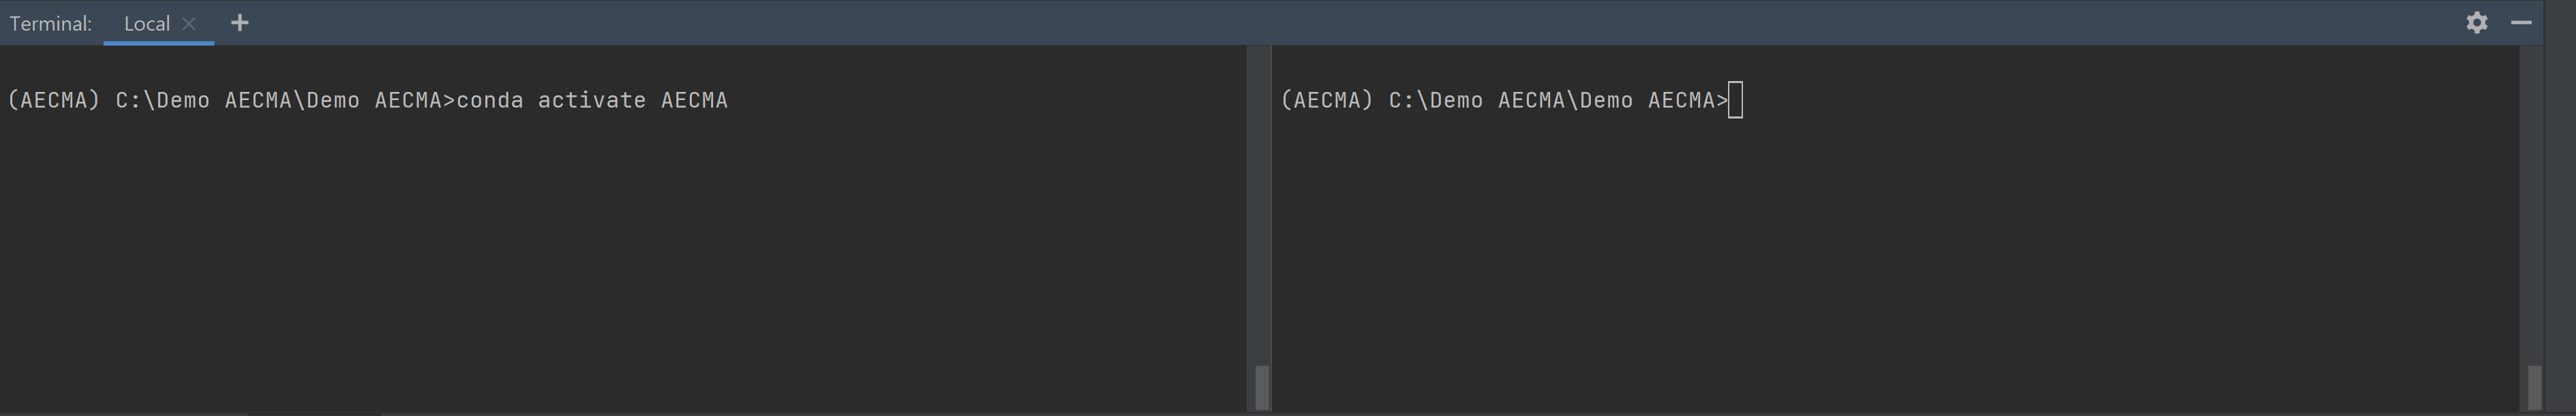 Terminal: Local
(AECMA) C:\Demo AECMA\Demo AECMA>conda activate AECMA
(AECMA) C:\Demo AECMA\Demo AECMA>